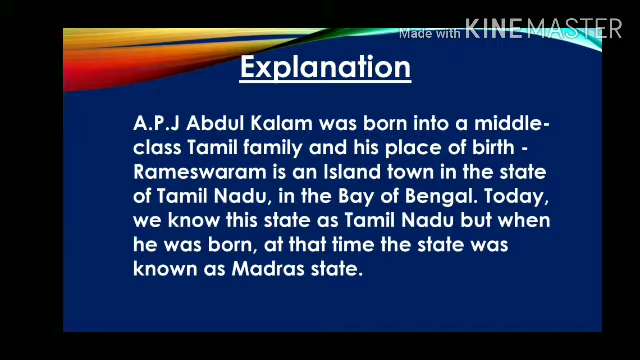 Made with KINEMASTER
Explanation
A.P.J Abdul Kalam was born into a middle-
class Tamil family and his place of birth -
Rameswaram is an Island town in the state
of Tamil Nadu, in the Bay of Bengal. Today,
we know this state as Tamil Nadu but when
he was born, at that time the state was
known as Madras state.